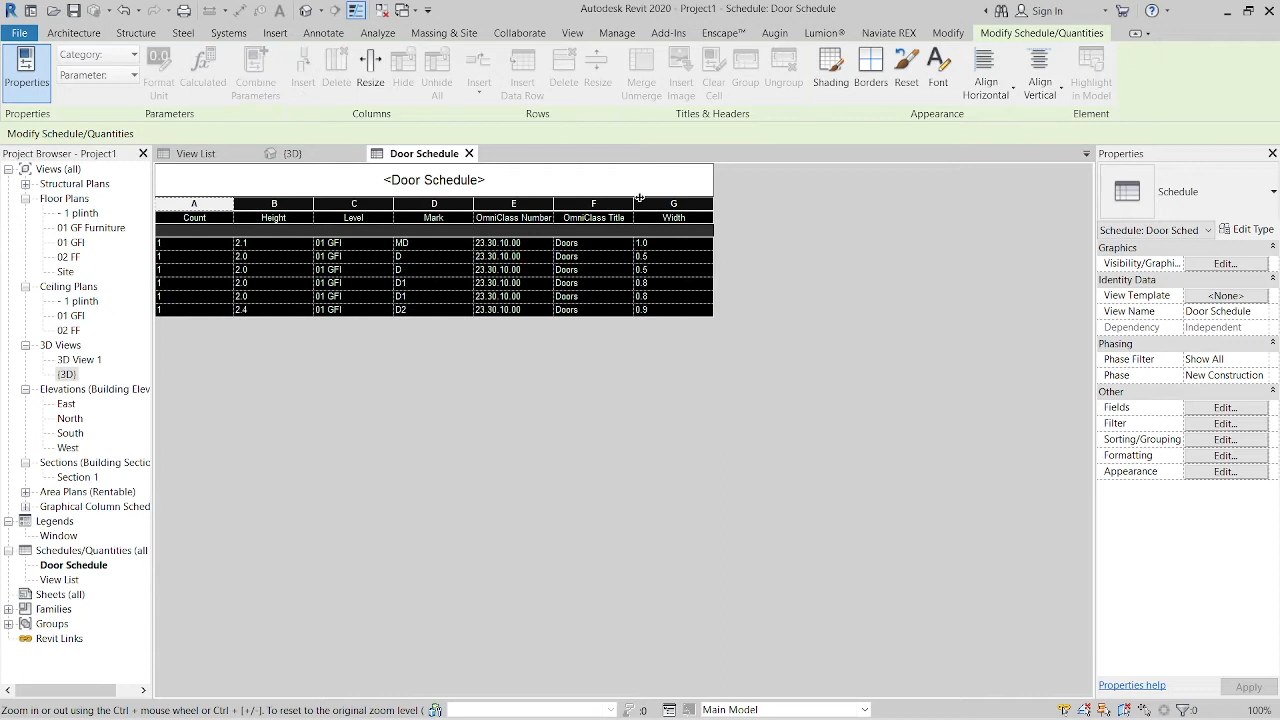 Autodesk Revit 2020 - Project1 - Schedule: Door Schedule
Sign In
File Architecture Structure Steel Systems Insert Annotate Analyze Massing & Site Collaborate View Manage Add-Ins Enscape™ Augin Lumion® Naviate REX Modify Modify Schedule/Quantities
Category:
Parameter:
Properties
Format Unit
Calculated
Combine Parameters
Insert
Delete
Resize
Hide
Unhide All
Insert
Insert Data Row
Delete
Resize
Merge Unmerge
Insert Image
Clear Cell
Group
Ungroup
Shading
Borders
Reset
Font
Align Horizontal
Align Vertical
Highlight in Model
Properties Parameters Columns Rows Titles & Headers Appearance Element
Modify Schedule/Quantities
Project Browser - Project1
Views (all)
Structural Plans
Floor Plans
1 plinth
01 GF Furniture
01 GFl
02 FF
Site
Ceiling Plans
1 plinth
01 GFl
02 FF
3D Views
3D View 1
{3D}
Elevations (Building Elev
East
North
South
West
Sections (Building Sectio
Section 1
Area Plans (Rentable)
Graphical Column Sched
Legends
Window
Schedules/Quantities (all
Door Schedule
View List
Sheets (all)
Families
Groups
Revit Links
View List
{3D}
Door Schedule
<Door Schedule>
A B C D E F G
Count Height Level Mark OmniClass Number OmniClass Title Width
1 2.1 01 GFl MD 23.30.10.00 Doors 1.0
1 2.0 01 GFl D 23.30.10.00 Doors 0.5
1 2.0 01 GFl D 23.30.10.00 Doors 0.5
1 2.0 01 GFl D1 23.30.10.00 Doors 0.8
1 2.0 01 GFl D1 23.30.10.00 Doors 0.8
1 2.4 01 GFl D2 23.30.10.00 Doors 0.9
Properties
Schedule
Schedule: Door Sched
Edit Type
Graphics
Visibility/Graphi... Edit...
Identity Data
View Template <None>
View Name Door Schedule
Dependency Independent
Phasing
Phase Filter Show All
Phase New Construction
Other
Fields Edit...
Filter Edit...
Sorting/Grouping Edit...
Formatting Edit...
Appearance Edit...
Properties help
Apply
Zoom in or out using the Ctrl + mouse wheel or Ctrl + [+/-]. To reset to the original zoom level (
:0
Main Model
:0
100%